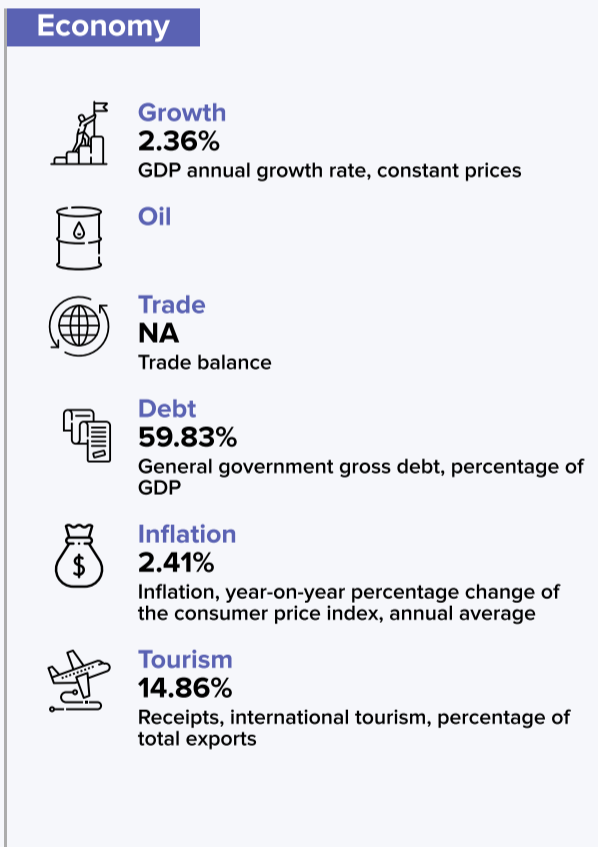 Economy
Growth
2.36%
GDP annual growth rate, constant prices
Oil
Trade
NA
Trade balance
Debt
59.83%
General government gross debt, percentage of
GDP
Inflation
$
2.41%
Inflation, year-on-year percentage change of
the consumer price index, annual average
Tourism
14.86%
Receipts, international tourism, percentage of
total exports